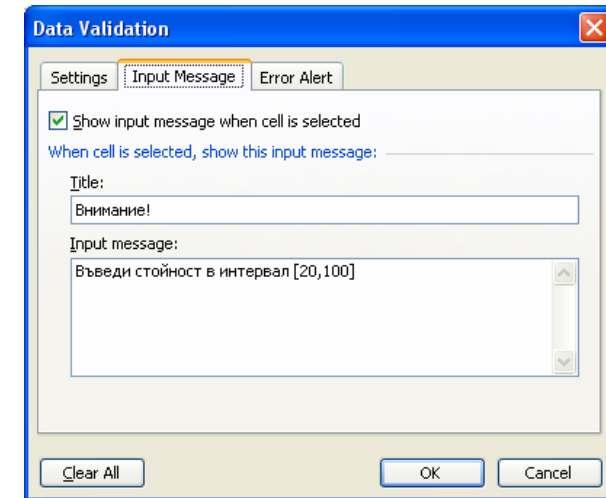 Data Validation
Settings Input Message Error Alert
Show input message when cell is selected
When cell is selected, show this input message:
Title:
Внимание!
Input message:
Въведи стойност в интервал [20,100]
Clear All OK Cancel